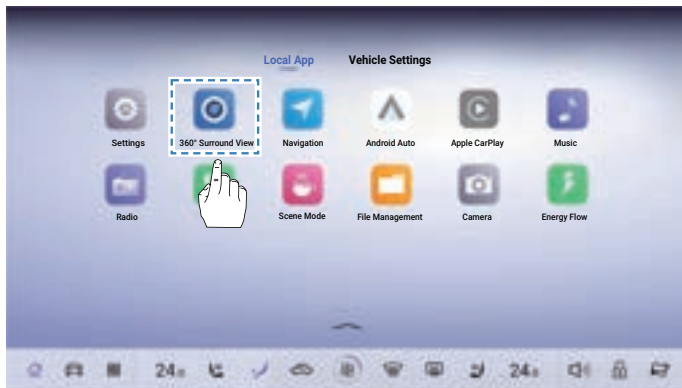 Local App Vehicle Settings
Settings 360° Surround View Navigation Android Auto Apple CarPlay Music
Radio Scene Mode File Management Camera Energy Flow
24 24